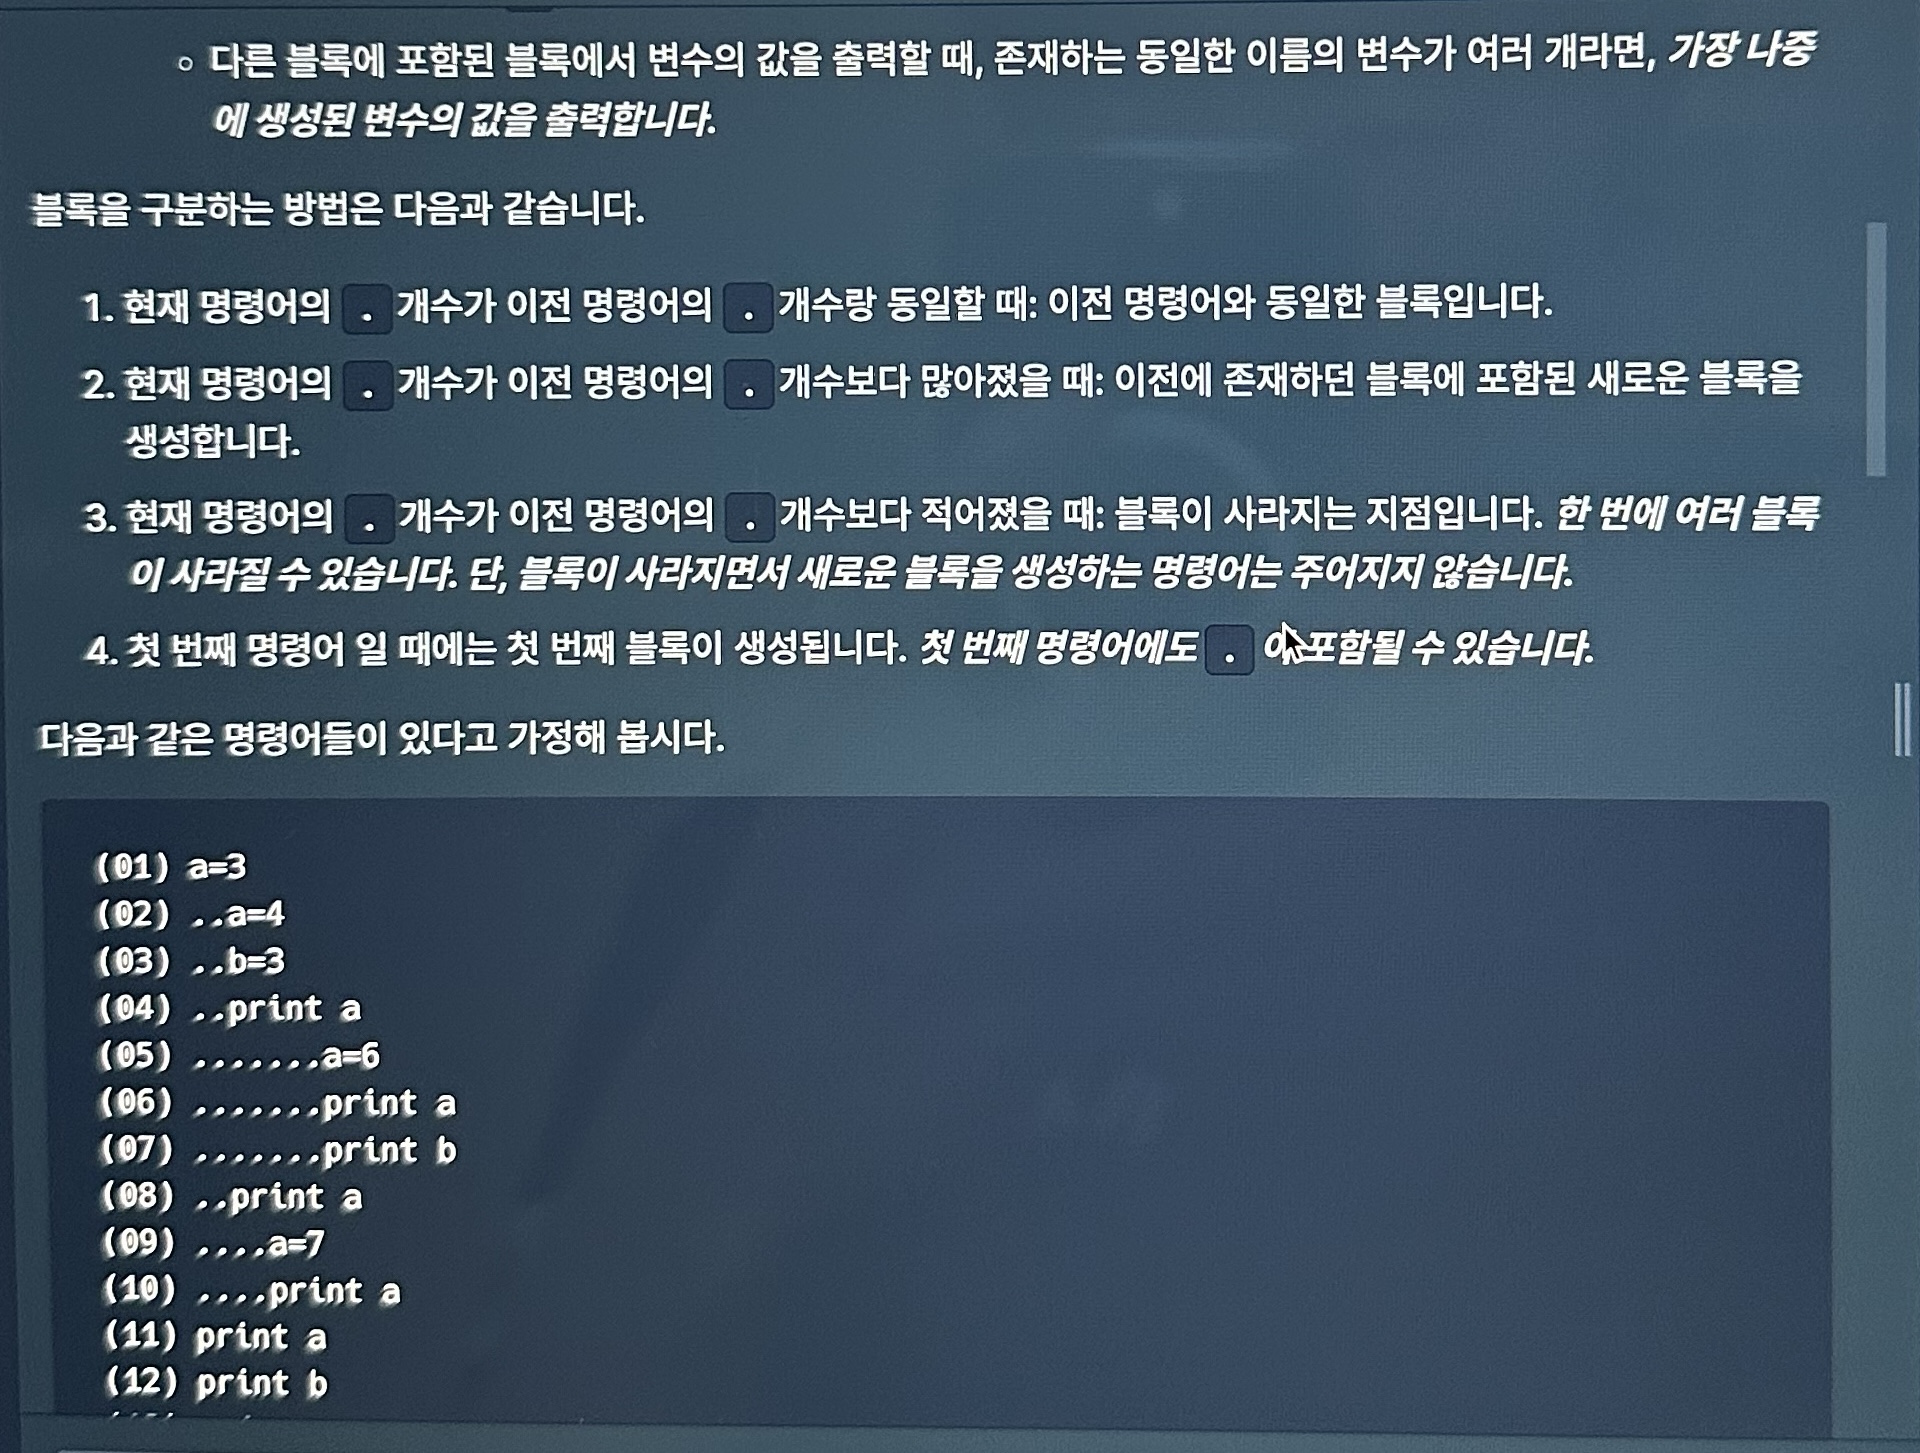 ◦ 다른 블록에 포함된 블록에서 변수의 값을 출력할 때, 존재하는 동일한 이름의 변수가 여러 개라면, 가장 나중
에 생성된 변수의 값을 출력합니다.
블록을 구분하는 방법은 다음과 같습니다.
1. 현재 명령어의 . 개수가 이전 명령어의 . 개수랑 동일할 때: 이전 명령어와 동일한 블록입니다.
2. 현재 명령어의 . 개수가 이전 명령어의 . 개수보다 많아졌을 때: 이전에 존재하던 블록에 포함된 새로운 블록을
생성합니다.
3. 현재 명령어의 . 개수가 이전 명령어의 . 개수보다 적어졌을 때: 블록이 사라지는 지점입니다. 한 번에 여러 블록
이 사라질 수 있습니다. 단, 블록이 사라지면서 새로운 블록을 생성하는 명령어는 주어지지 않습니다.
4. 첫 번째 명령어 일 때에는 첫 번째 블록이 생성됩니다. 첫 번째 명령어에도 . 포함될 수 있습니다.
다음과 같은 명령어들이 있다고 가정해 봅시다.
(01) a=3
(02) ..a=4
(03) ..b=3
(04) ..print a
(05) .......a=6
(06) .......print a
(07) .......print b
(08) ..print a
(09) ....a=7
(10) ....print a
(11) print a
(12) print b